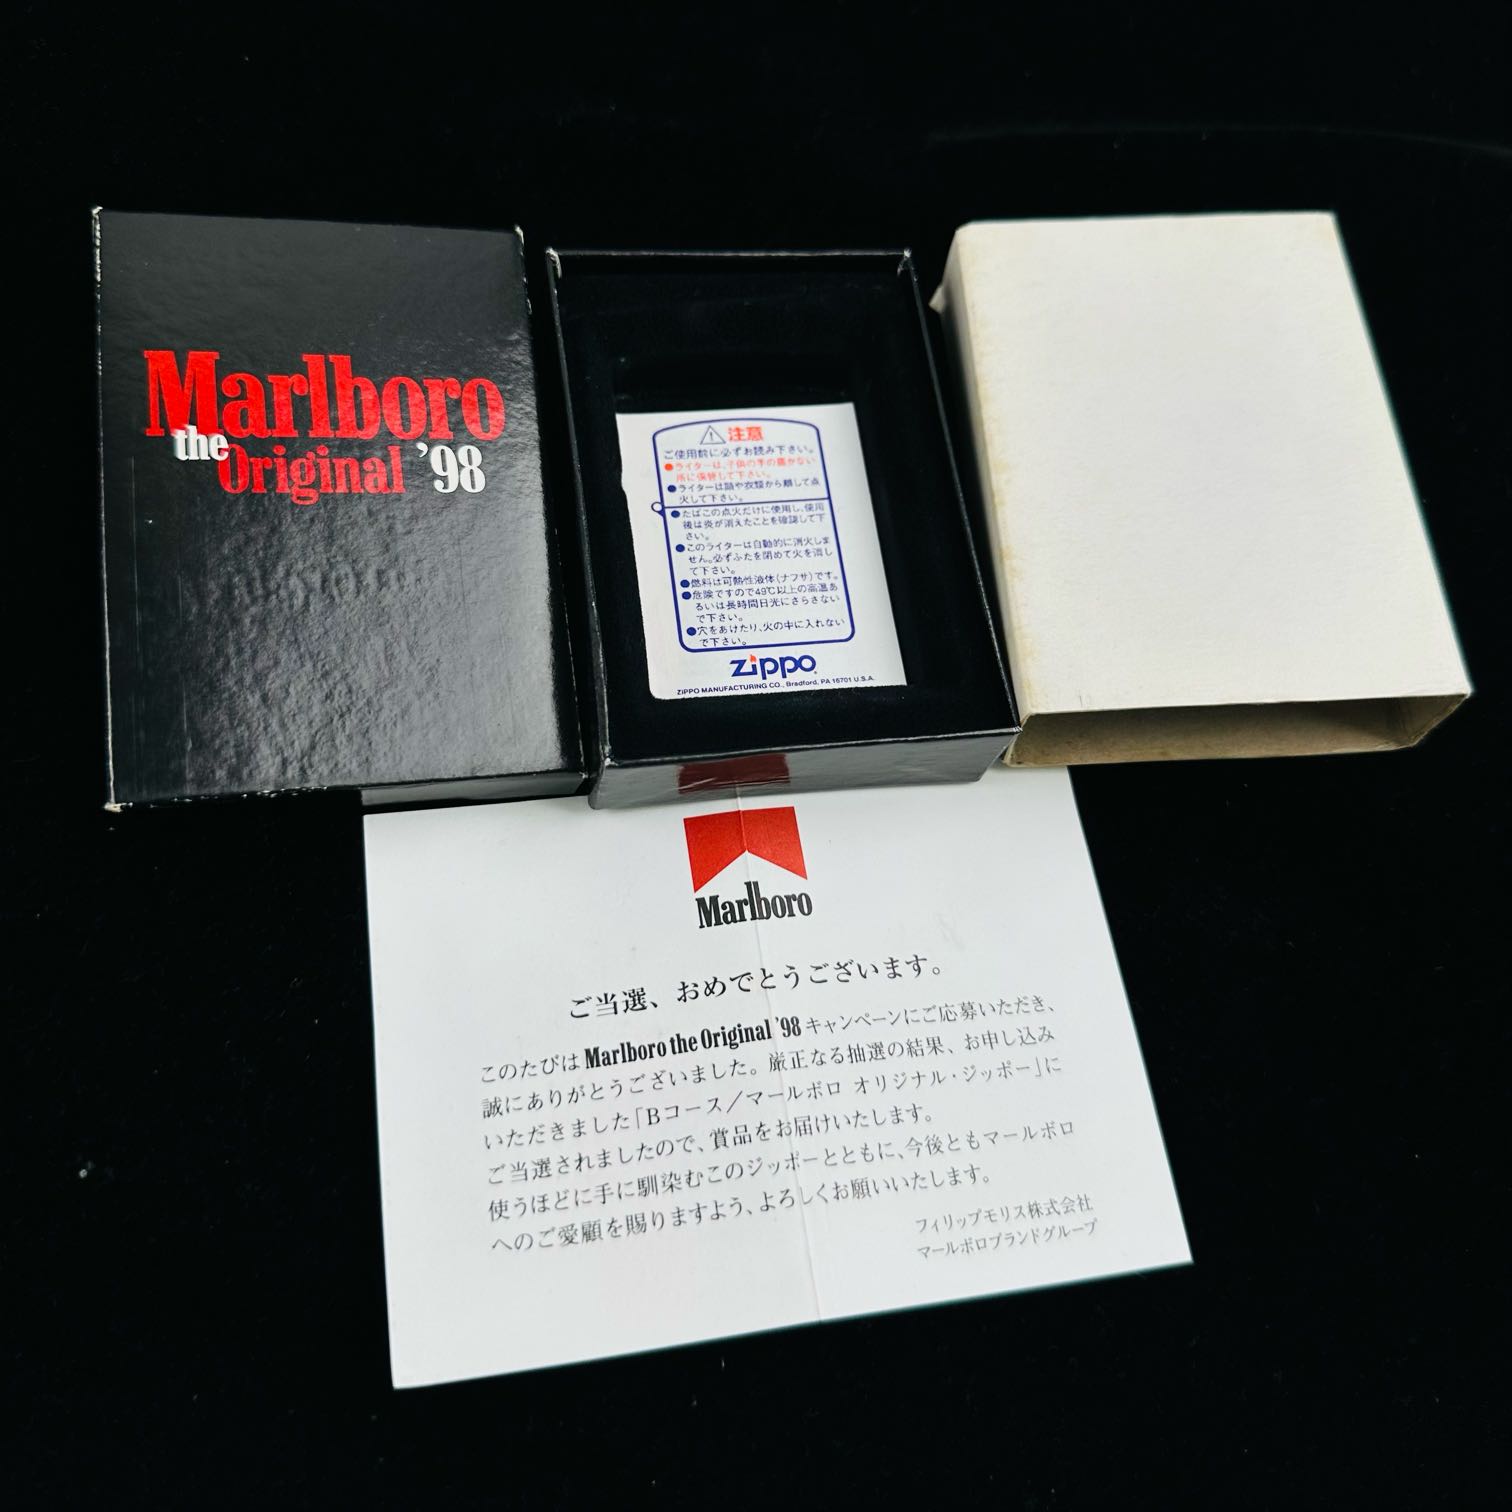 Marlboro
the Original '98
⚠注意
ご使用前に必ずお読み下さい。
●ライターは、子供の手の届かない
所に保管して下さい。
●ライターは顔や衣類から離して点
火して下さい。
●たばこの点火だけに使用し、使用
後は炎が消えたことを確認して下
さい。
●このライターは自動的に消火しま
せん。必ずふたを閉めて火を消し
て下さい。
●燃料は可熱性液体(ナフサ)です。
●危険ですので49℃以上の高温あ
るいは長時間日光にさらさない
で下さい。
●穴をあけたり、火の中に入れない
で下さい。
zippo
ZIPPO MANUFACTURING CO., Bradford, PA 16701 U.S.A.
Marlboro
ご当選、おめでとうございます。
このたびは Marlboro the Original '98 キャンペーンにご応募いただき、
誠にありがとうございました。厳正なる抽選の結果、お申し込み
いただきました「Bコース/マールボロ オリジナル・ジッポー」に
ご当選されましたので、賞品をお届けいたします。
使うほどに手に馴染むこのジッポーとともに、今後ともマールボロ
へのご愛顧を賜りますよう、よろしくお願いいたします。
フィリップモリス株式会社
マールボロブランドグループ